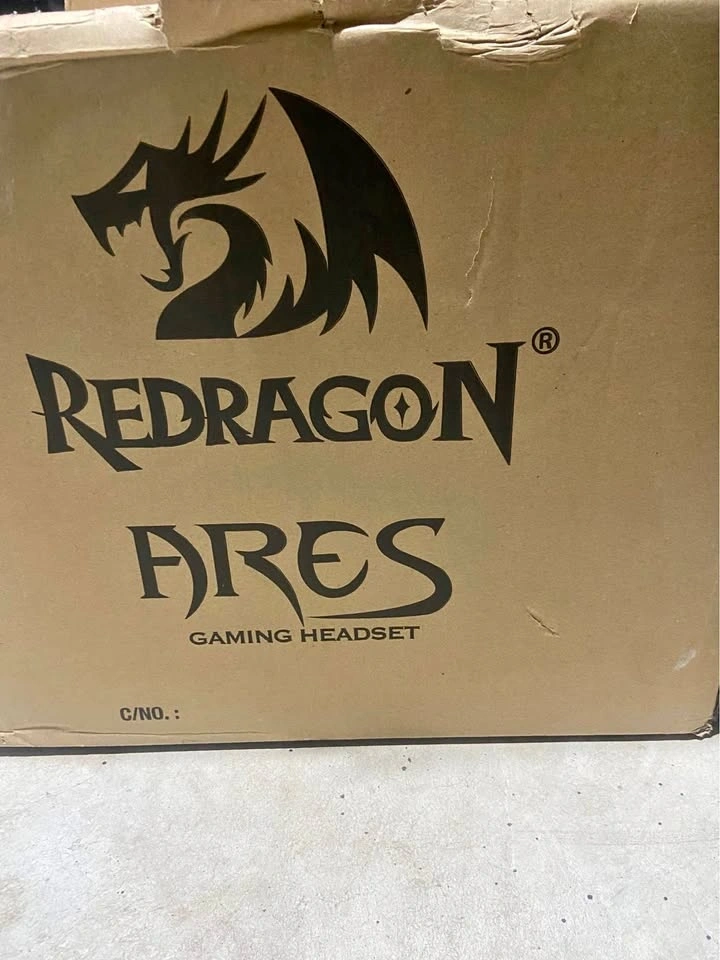 REDRAGON®
ARES
GAMING HEADSET
C/NO.: